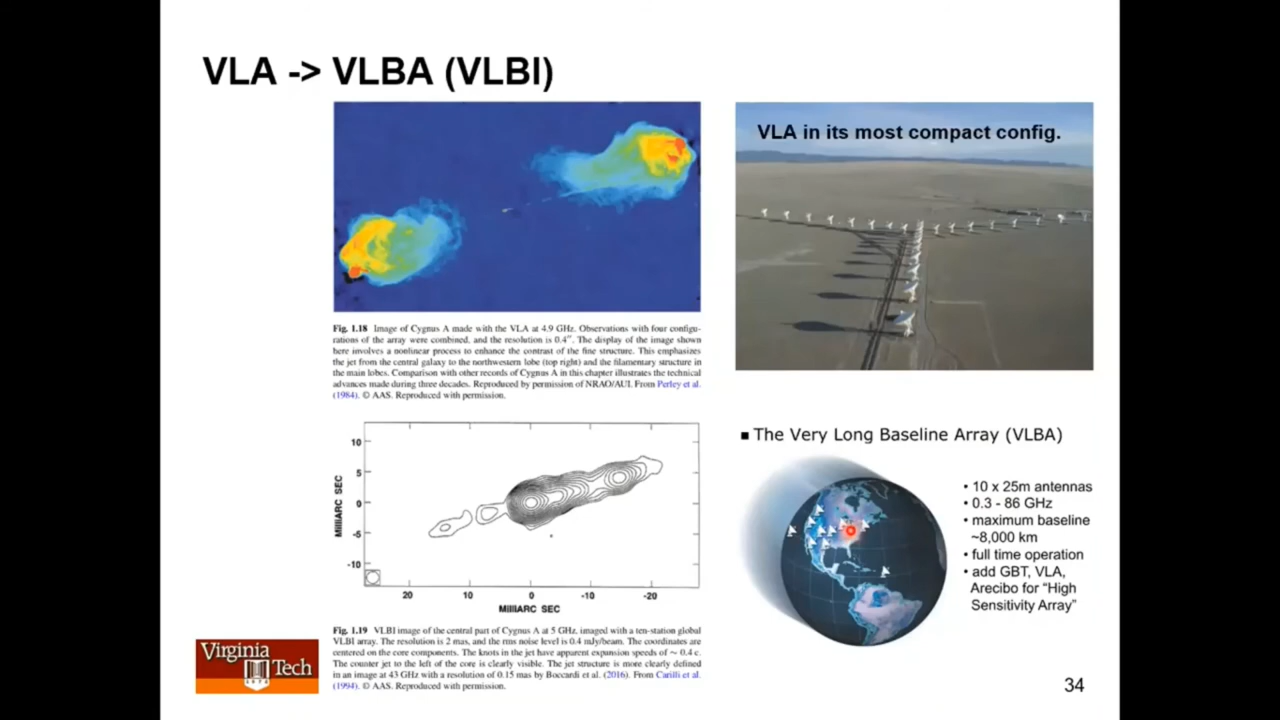 VLA -> VLBA (VLBI)
VLA in its most compact config.
Fig. 1.18 Image of Cygnus A made with the VLA at 4.9 GHz. Observations with four configu-
rations of the array were combined, and the resolution is 0.4″. The display of the image shown
here involves a nonlinear process to enhance the contrast of the fine structure. This emphasizes
the jet from the central galaxy to the northwestern lobe (top right) and the filamentary structure in
the main lobes. Comparison with other records of Cygnus A in this chapter illustrates the technical
advances made during three decades. Reproduced by permission of NRAO/AUI. From Perley et al.
(1984). © AAS. Reproduced with permission.
10
5
0
-5
-10
MilliARC SEC
20
10
0
-10
-20
MilliARC SEC
Fig. 1.19 VLBI image of the central part of Cygnus A at 5 GHz, imaged with a ten-station global
VLBI array. The resolution is 2 mas, and the rms noise level is 0.4 mJy/beam. The coordinates are
centered on the core components. The knots in the jet have apparent expansion speeds of ~ 0.4 c.
The counter jet to the left of the core is clearly visible. The jet structure is more clearly defined
in an image at 43 GHz with a resolution of 0.15 mas by Boccardi et al. (2016). From Carilli et al.
(1994). © AAS. Reproduced with permission.
■ The Very Long Baseline Array (VLBA)
• 10 x 25m antennas
• 0.3 - 86 GHz
• maximum baseline
~8,000 km
• full time operation
• add GBT, VLA,
Arecibo for “High
Sensitivity Array”
Virginia
Tech
1872
34